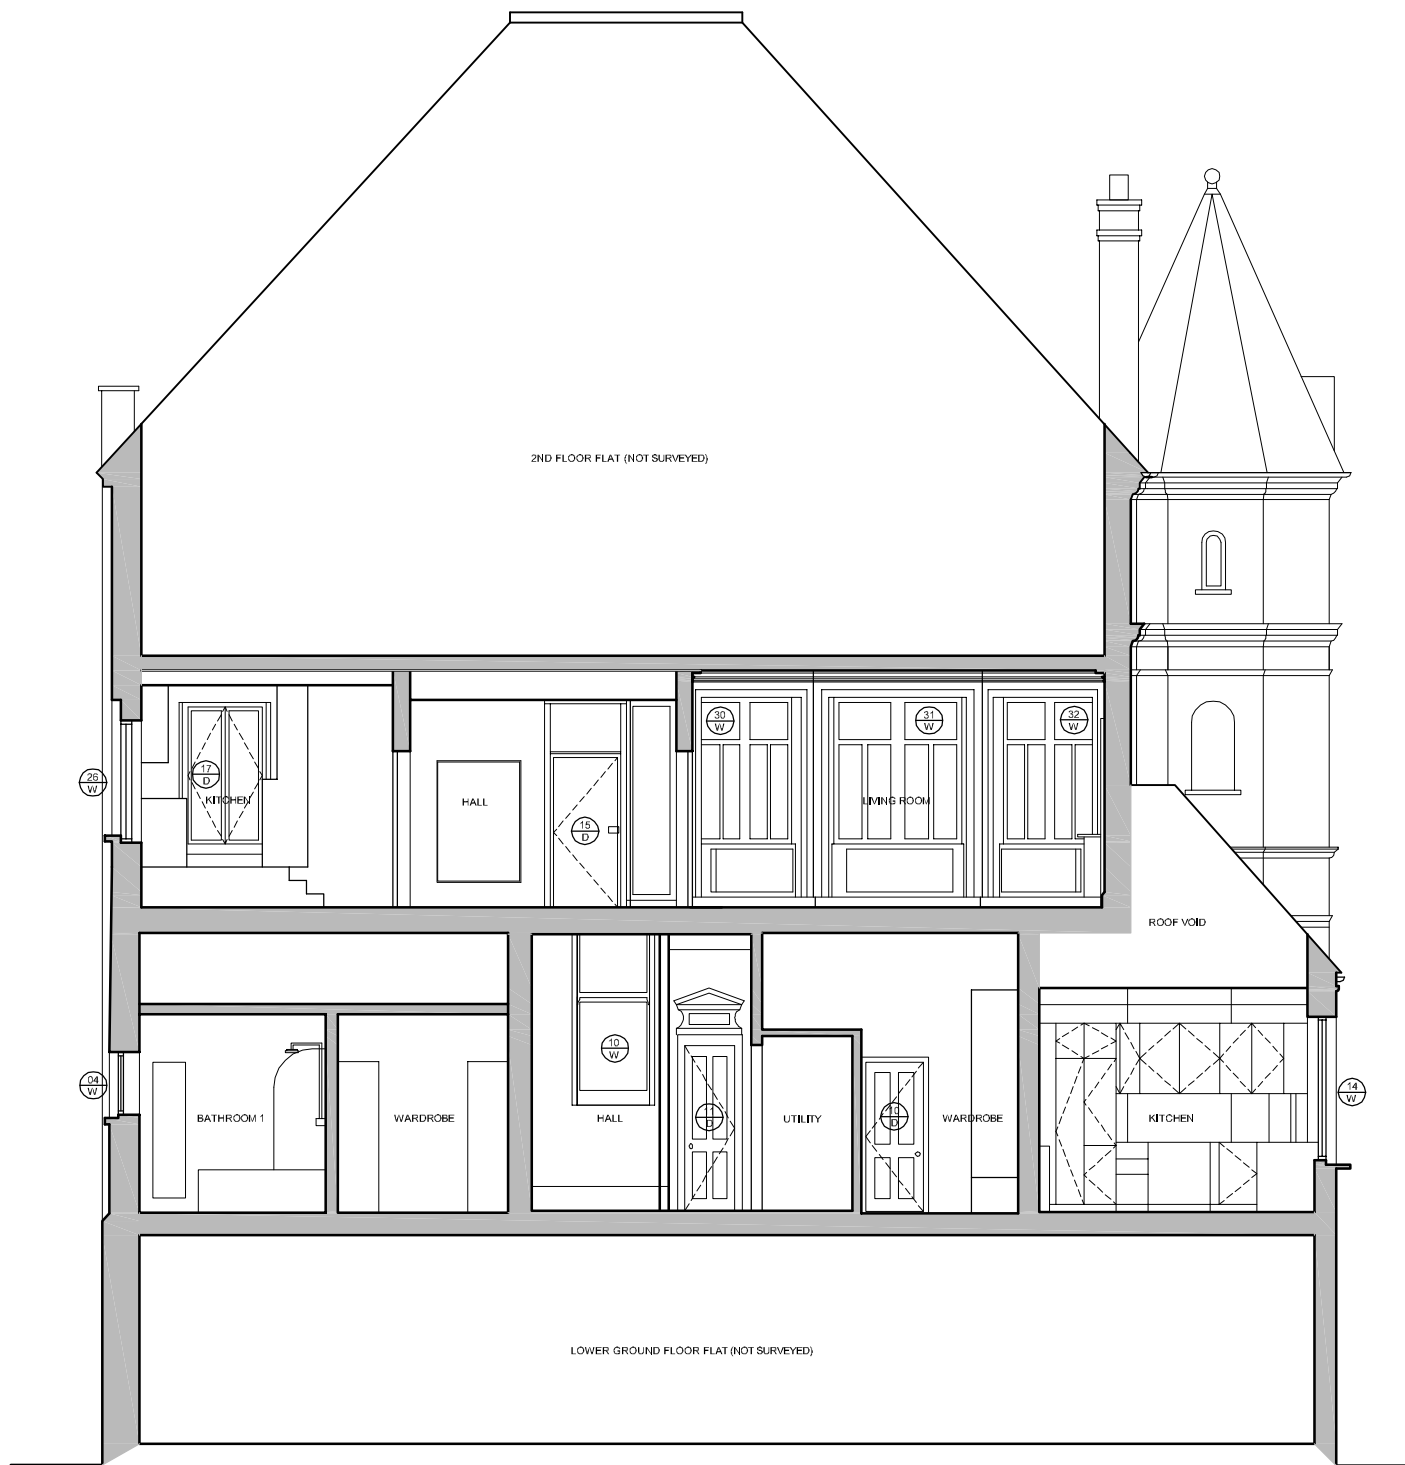 2ND FLOOR FLAT (NOT SURVEYED)
30
W
31
W
32
W
26
W
17
D
KITCHEN
HALL
15
D
LIVING ROOM
ROOF VOID
10
W
04
W
14
W
BATHROOM 1
WARDROBE
HALL
11
D
UTILITY
10
D
WARDROBE
KITCHEN
LOWER GROUND FLOOR FLAT (NOT SURVEYED)